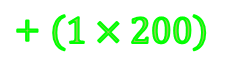 + (1 × 200)